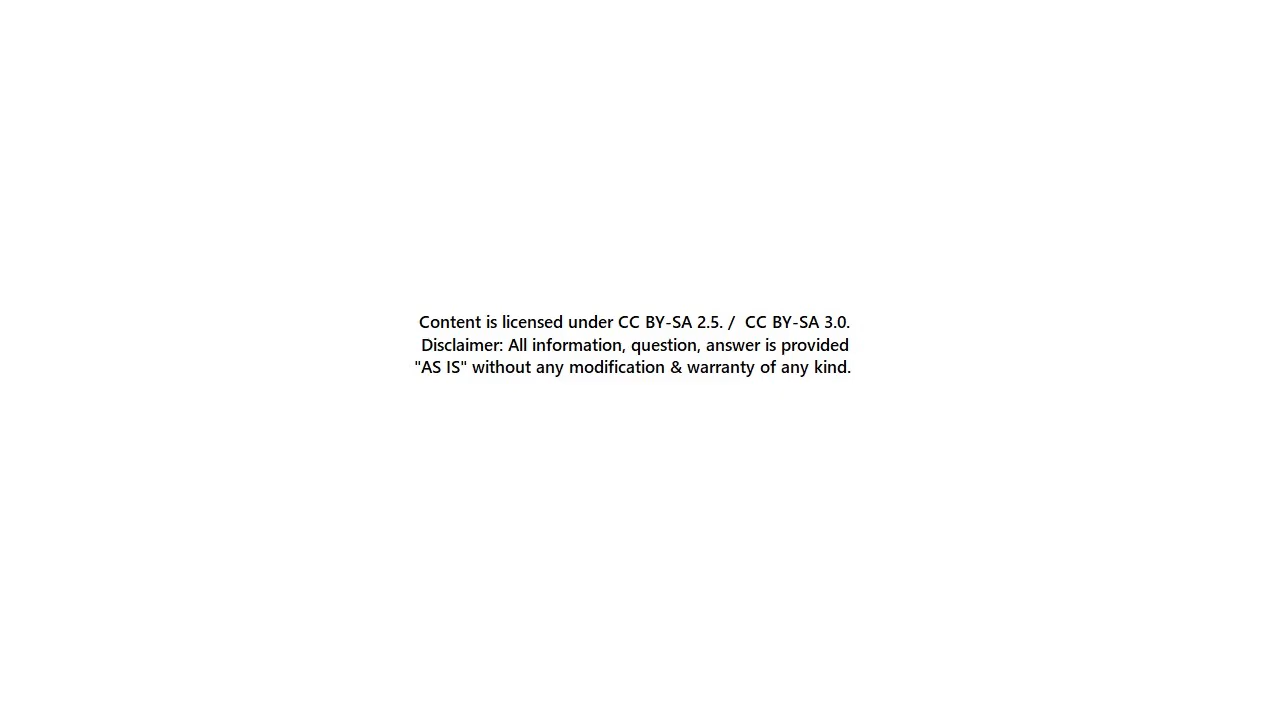 Content is licensed under CC BY-SA 2.5. /  CC BY-SA 3.0.
Disclaimer: All information, question, answer is provided
"AS IS" without any modification & warranty of any kind.